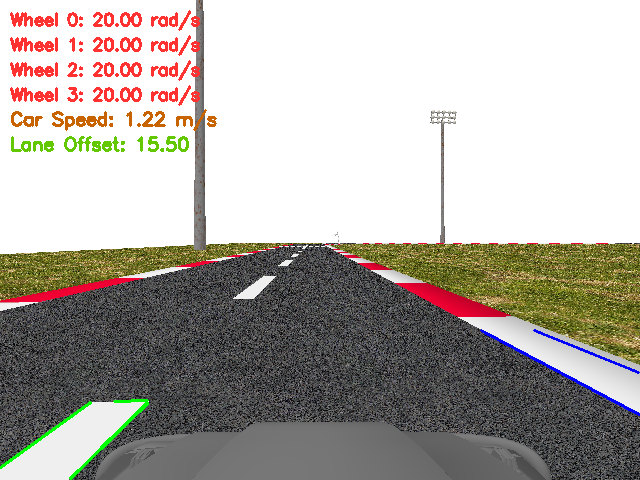 Wheel 0: 20.00 rad/s
Wheel 1: 20.00 rad/s
Wheel 2: 20.00 rad/s
Wheel 3: 20.00 rad/s
Car Speed: 1.22 m/s
Lane Offset: 15.50